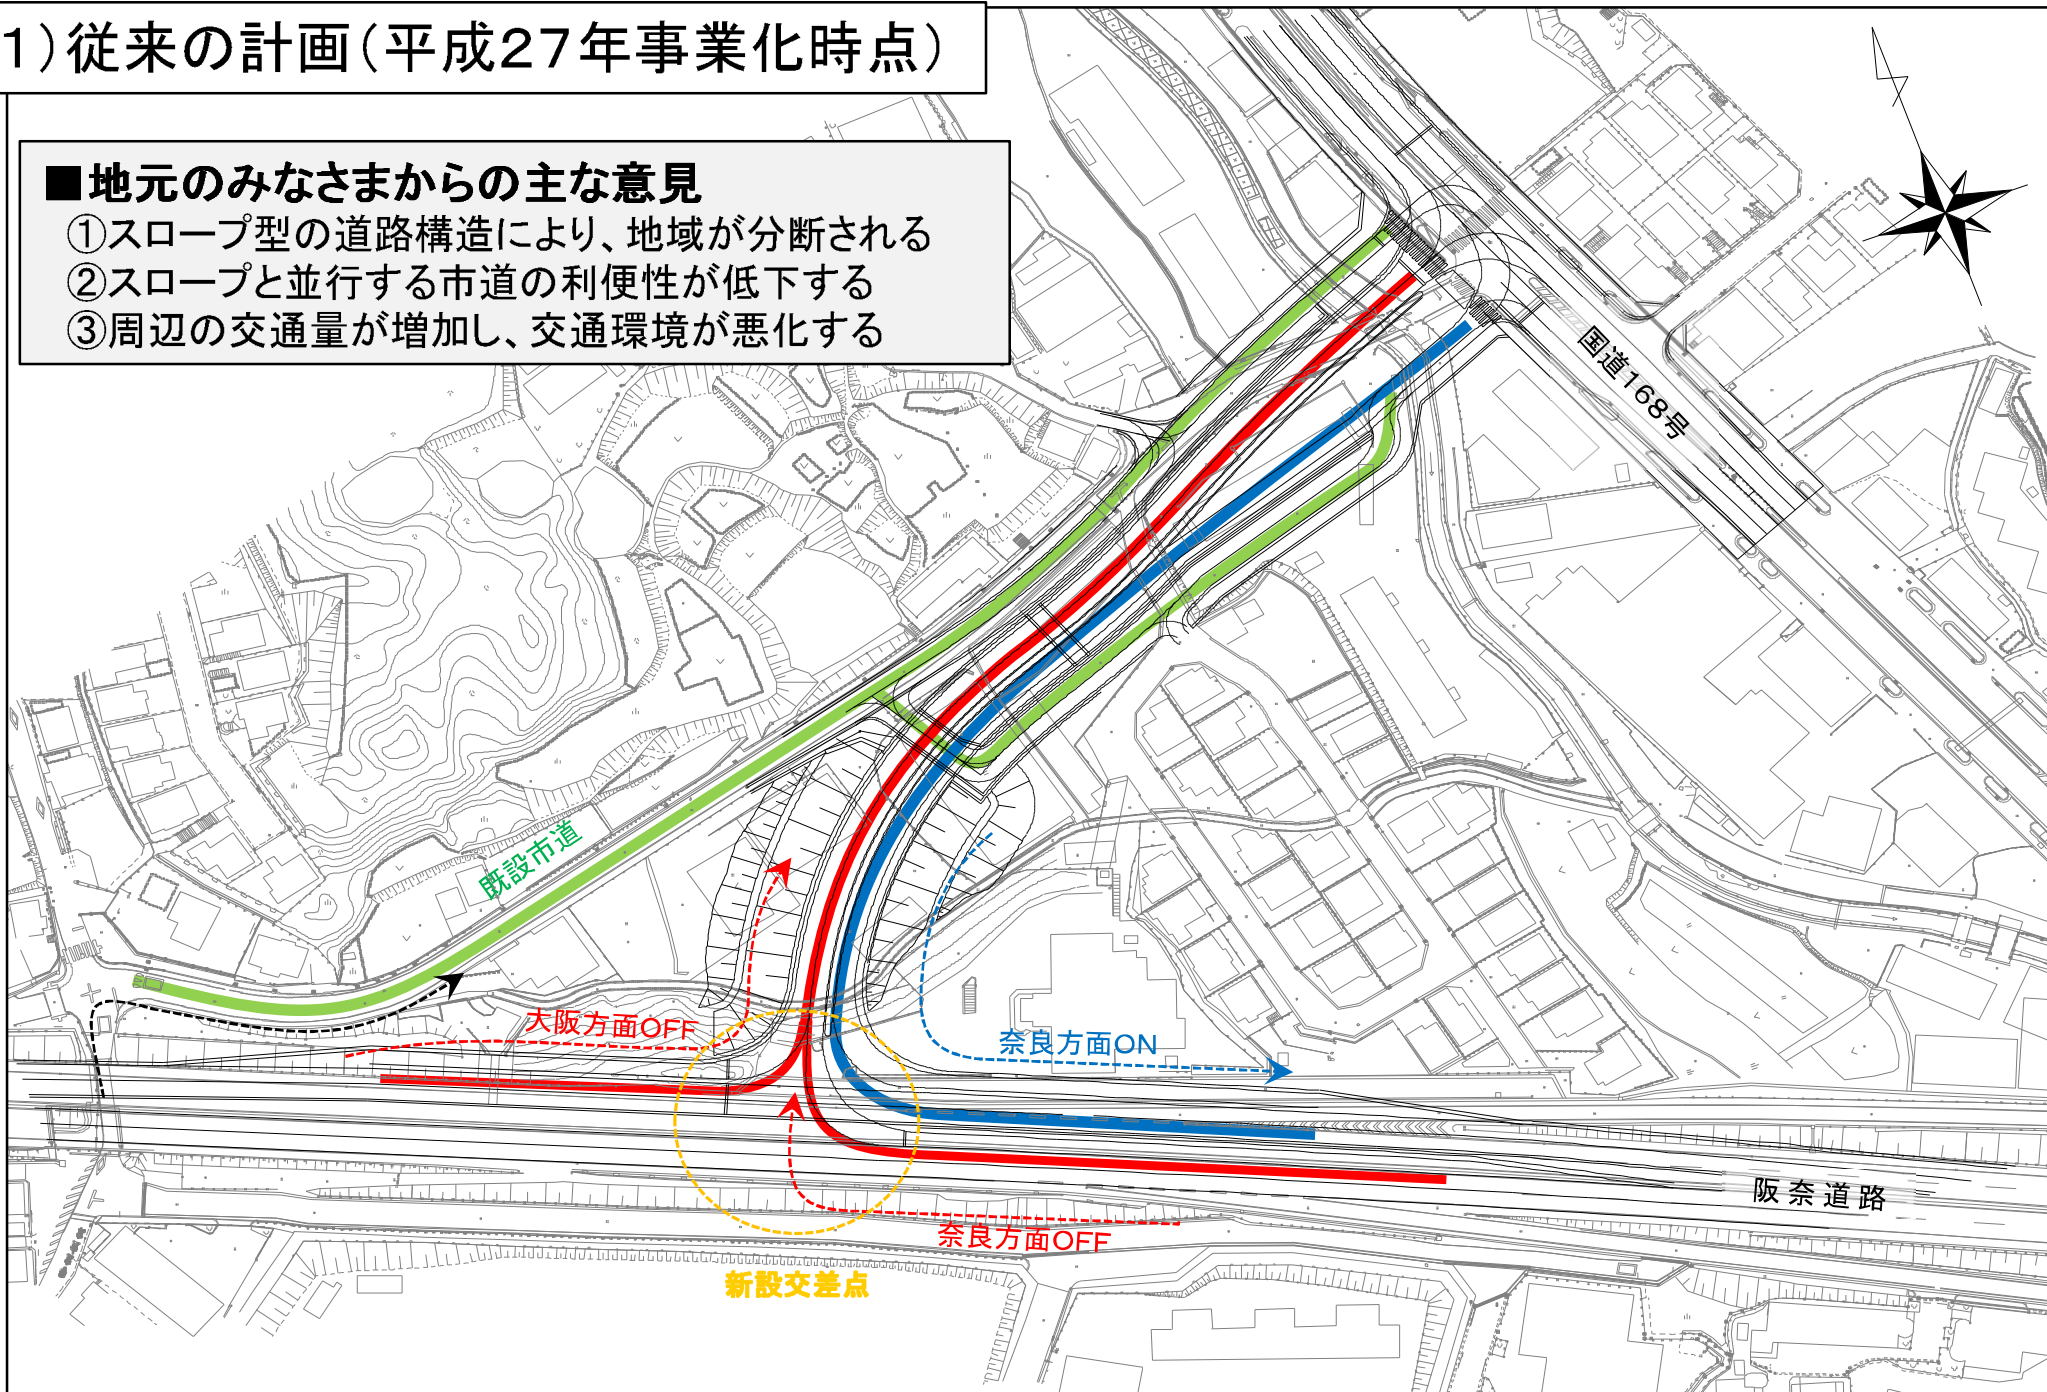 1)従来の計画(平成27年事業化時点)
■地元のみなさまからの主な意見
①スロープ型の道路構造により、地域が分断される
②スロープと並行する市道の利便性が低下する
③周辺の交通量が増加し、交通環境が悪化する
国道168号
既設市道
大阪方面OFF
奈良方面ON
阪奈道路
奈良方面OFF
新設交差点